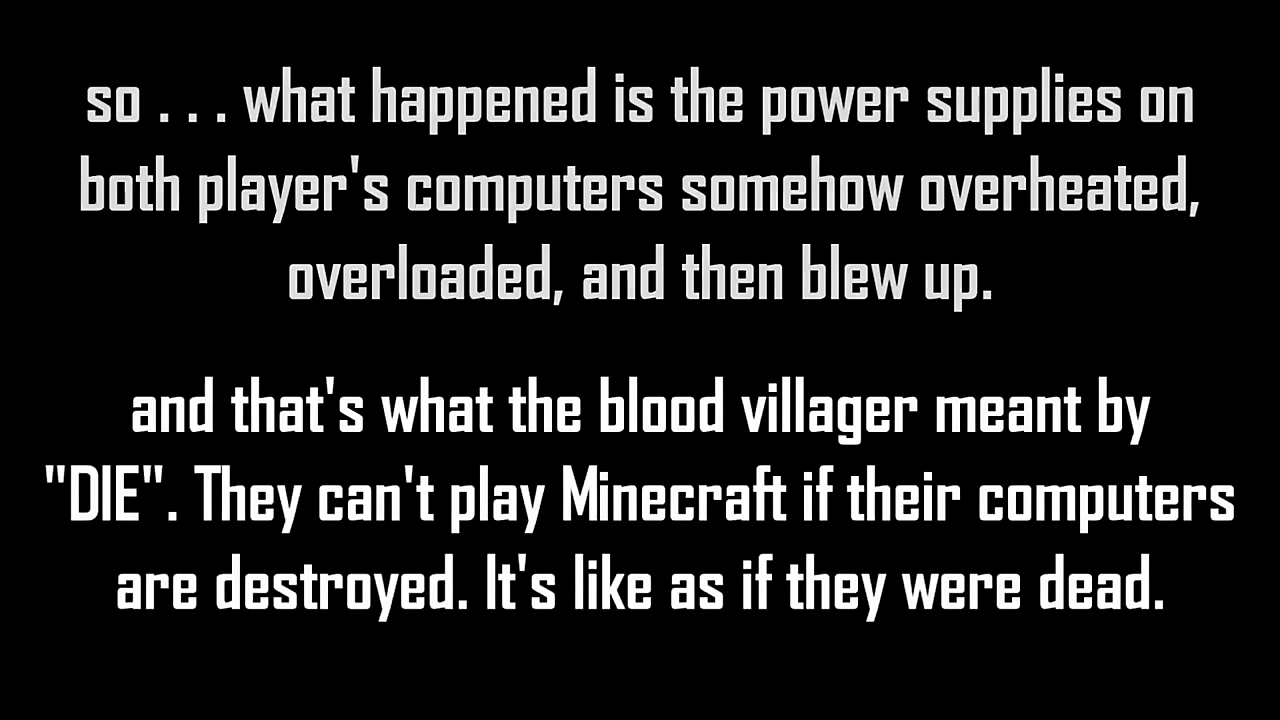 so . . . what happened is the power supplies on
both player's computers somehow overheated,
overloaded, and then blew up.
and that's what the blood villager meant by
"DIE". They can't play Minecraft if their computers
are destroyed. It's like as if they were dead.